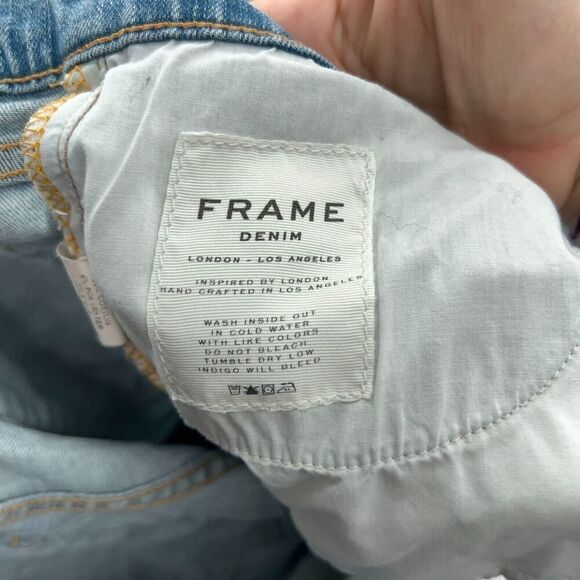 FRAME
DENIM
LONDON - LOS ANGELES
INSPIRED BY LONDON
HAND CRAFTED IN LOS ANGELES
WASH INSIDE OUT
IN COLD WATER
WITH LIKE COLORS
DO NOT BLEACH
TUMBLE DRY LOW
INDIGO WILL BLEED